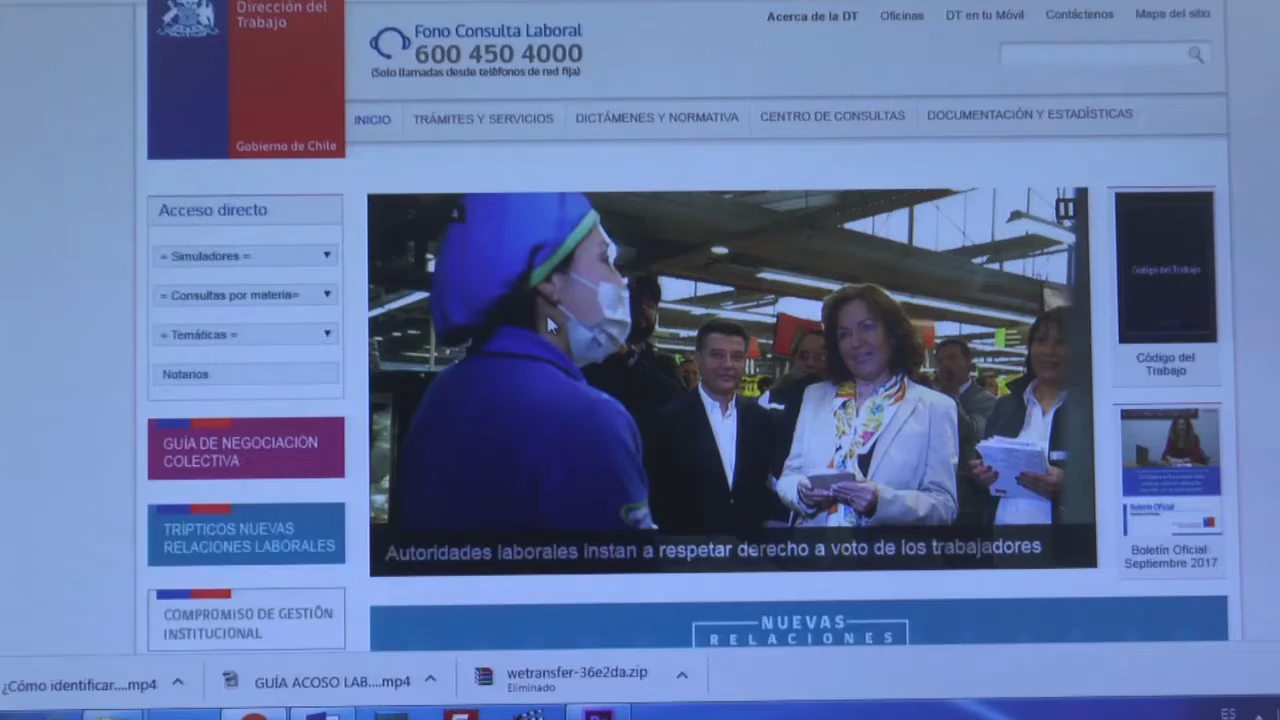 Dirección del
Trabajo
Gobierno de Chile
Fono Consulta Laboral
600 450 4000
(Solo llamadas desde teléfonos de red fija)
Acerca de la DT
Oficinas
DT en tu Móvil
Contáctenos
Mapa del sitio
INICIO
TRÁMITES Y SERVICIOS
DICTÁMENES Y NORMATIVA
CENTRO DE CONSULTAS
DOCUMENTACIÓN Y ESTADÍSTICAS
Acceso directo
= Simuladores =
= Consultas por materia=
= Temáticas =
Notarios
GUÍA DE NEGOCIACIÓN
COLECTIVA
TRÍPTICOS NUEVAS
RELACIONES LABORALES
COMPROMISO DE GESTIÓN
INSTITUCIONAL
Autoridades laborales instan a respetar derecho a voto de los trabajadores
NUEVAS
RELACIONES
Código del Trabajo
Código del
Trabajo
Boletín Oficial
Boletín Oficial:
Septiembre 2017
¿Cómo identificar....mp4
GUÍA ACOSO LAB....mp4
wetransfer-36e2da.zip
Eliminado
ES